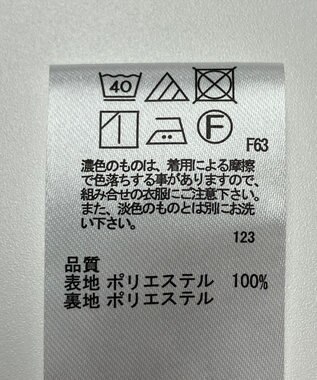 40
F
F63
濃色のものは、着用による摩擦
で色落ちする事がありますので、
組み合せの衣服にご注意下さい。
また、淡色のものとは別にお洗
い下さい。
123
品質
表地 ポリエステル 100%
裏地 ポリエステル